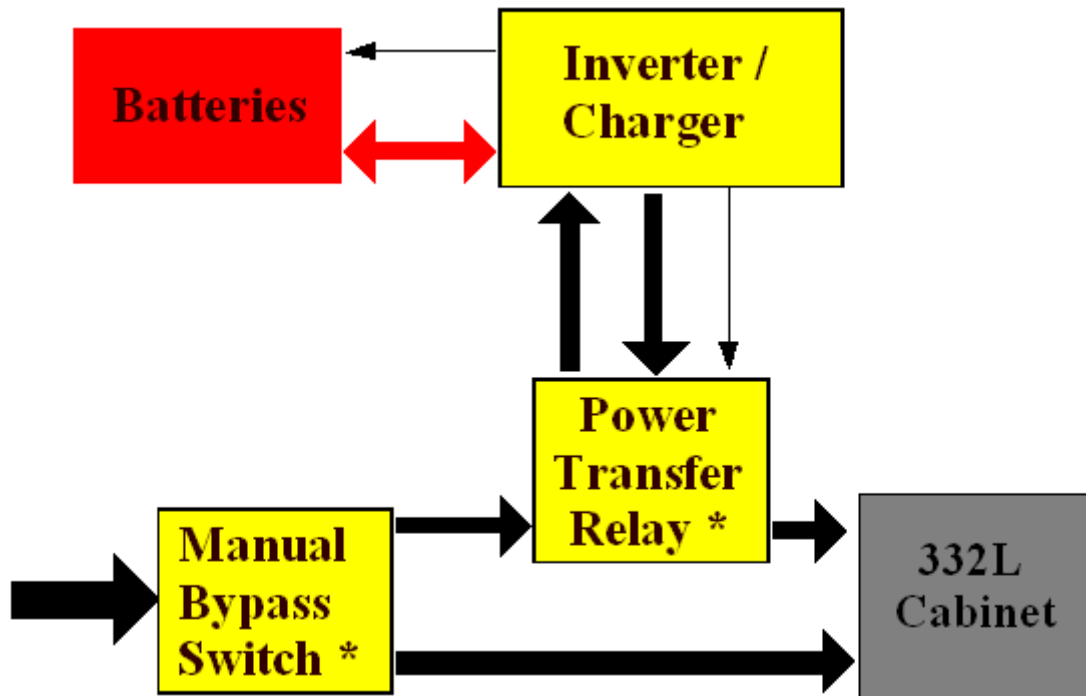 Batteries
Inverter /
Charger
Power
Transfer
Relay *
Manual
Bypass
Switch *
332L
Cabinet